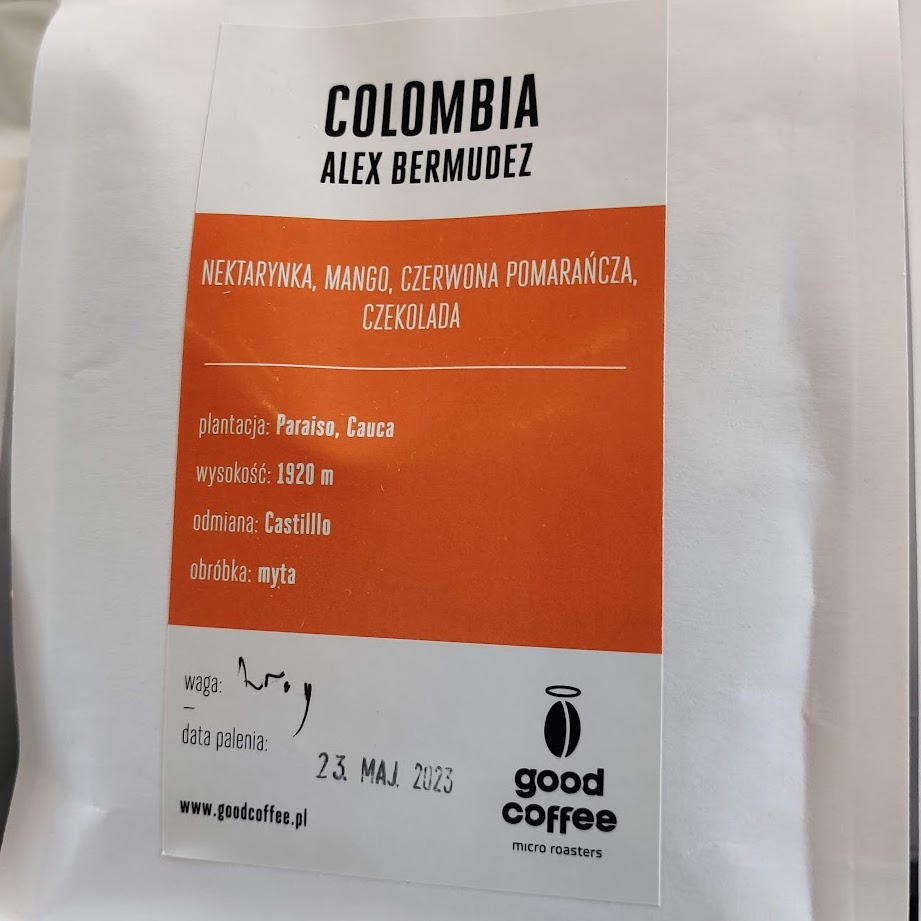 COLOMBIA
ALEX BERMUDEZ
NEKTARYNKA, MANGO, CZERWONA POMARAŃCZA,
CZEKOLADA
plantacja: Paraiso, Cauca
wysokość: 1920 m
odmiana: Castilllo
obróbka: myta
waga:
data palenia:
23. MAJ. 2023
www.goodcoffee.pl
good
coffee
micro roasters